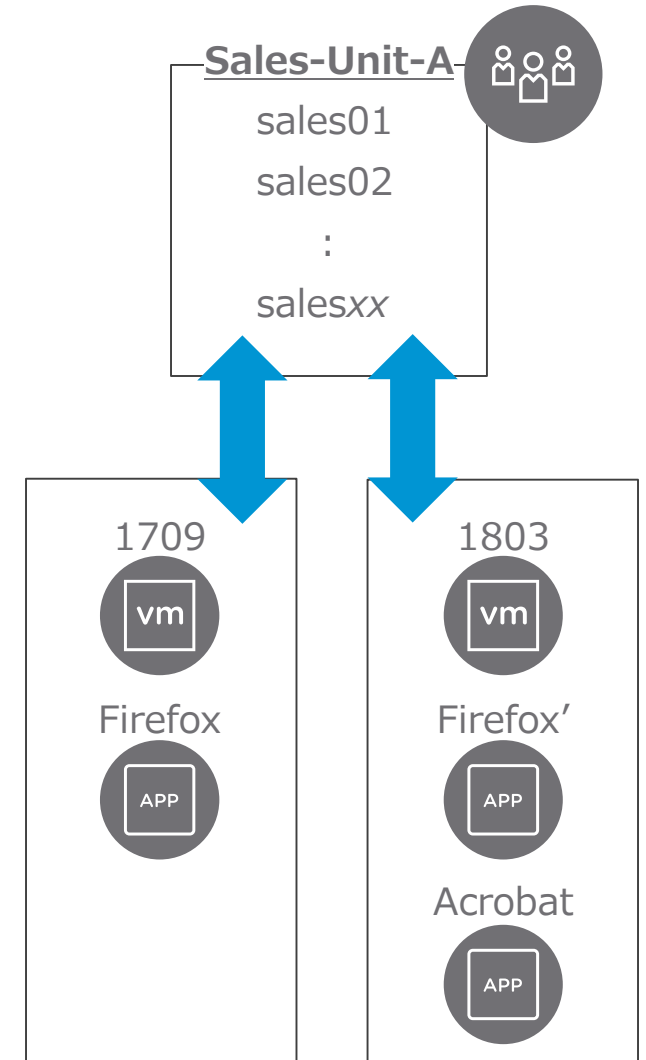 Sales-Unit-A
sales01
sales02
:
salesxx
1709
vm
Firefox
APP
1803
vm
Firefox’
APP
Acrobat
APP